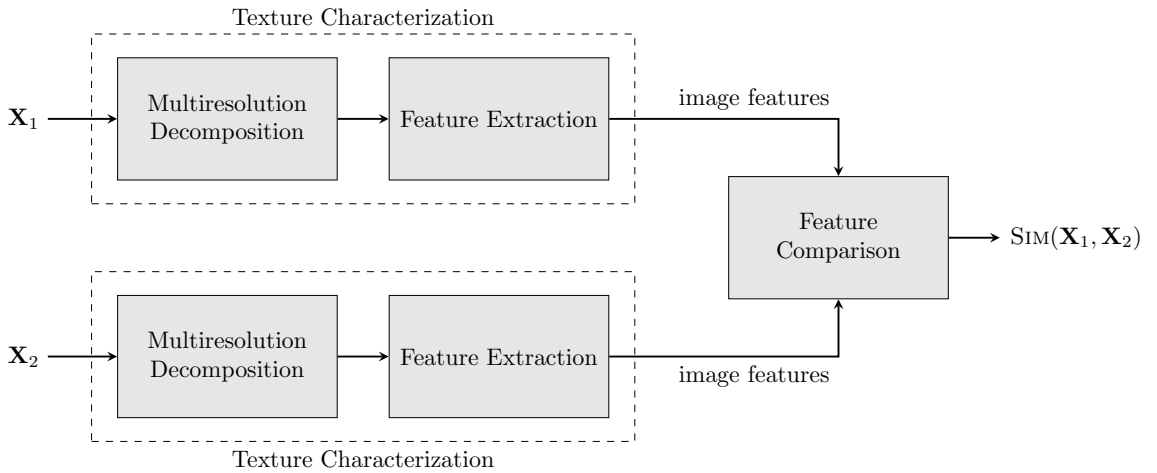 Texture Characterization
X₁
Multiresolution
Decomposition
Feature Extraction
image features
Feature
Comparison
SIM(X₁, X₂)
X₂
Multiresolution
Decomposition
Feature Extraction
image features
Texture Characterization